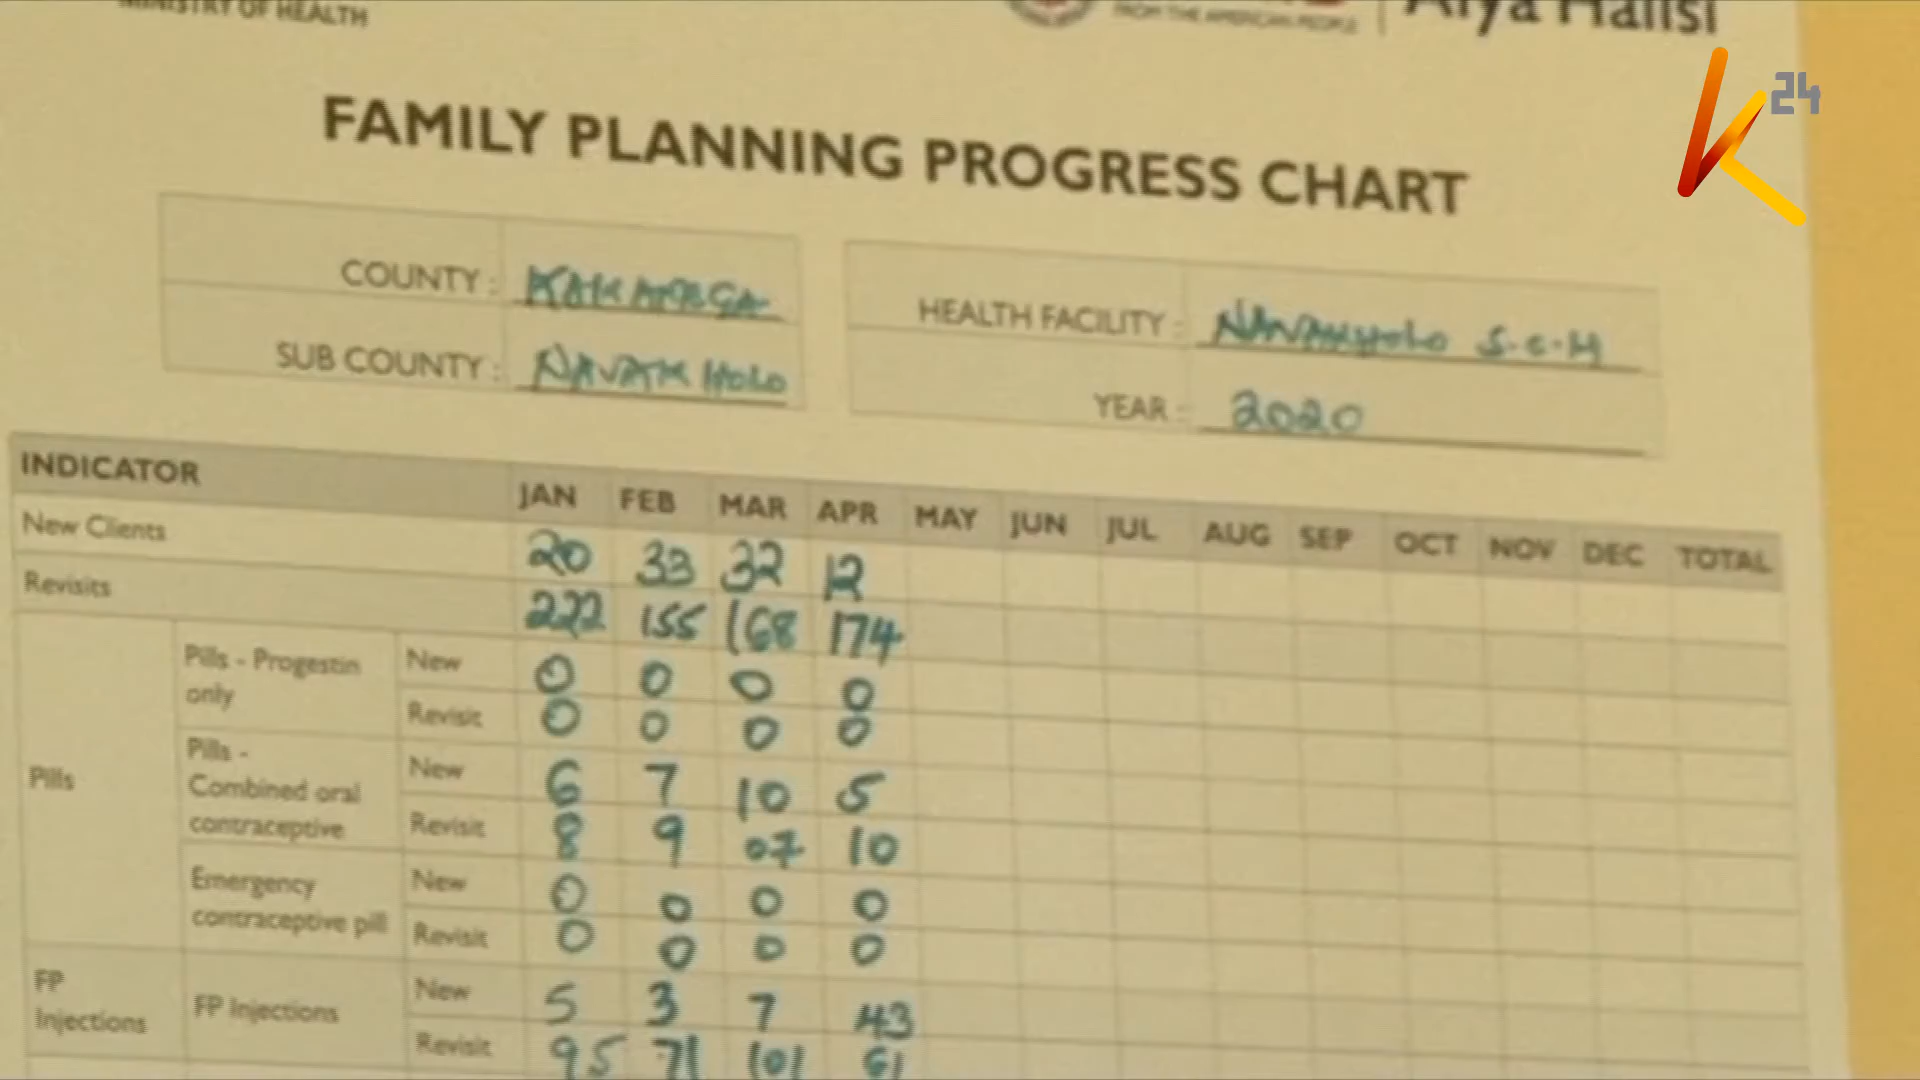 MINISTRY OF HEALTH
FROM THE AMERICAN PEOPLE
Afya Halisi
K24
FAMILY PLANNING PROGRESS CHART
COUNTY : KAKAMEGA
SUB COUNTY : NAVAKHOLO
HEALTH FACILITY : NAVAKHOLO S.C.H
YEAR : 2020
INDICATOR JAN FEB MAR APR MAY JUN JUL AUG SEP OCT NOV DEC TOTAL
New Clients 20 33 32 12
Revisits 222 155 168 174
Pills
Pills - Progestin only
New 0 0 0 0
Revisit 0 0 0 0
Pills - Combined oral contraceptive
New 6 7 10 5
Revisit 8 9 07 10
Emergency contraceptive pill
New 0 0 0 0
Revisit 0 0 0 0
FP Injections
FP Injections
New 5 3 7 43
Revisit 95 71 101 61